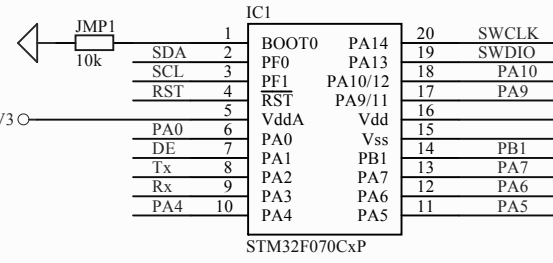 IC1
JMP1
10k
1 BOOT0 PA14 20 SWCLK
SDA 2 PF0 PA13 19 SWDIO
SCL 3 PF1 PA10/12 18 PA10
RST 4 RST PA9/11 17 PA9
V3 5 VddA Vdd 16
PA0 6 PA0 Vss 15
DE 7 PA1 PB1 14 PB1
Tx 8 PA2 PA7 13 PA7
Rx 9 PA3 PA6 12 PA6
PA4 10 PA4 PA5 11 PA5
STM32F070CxP